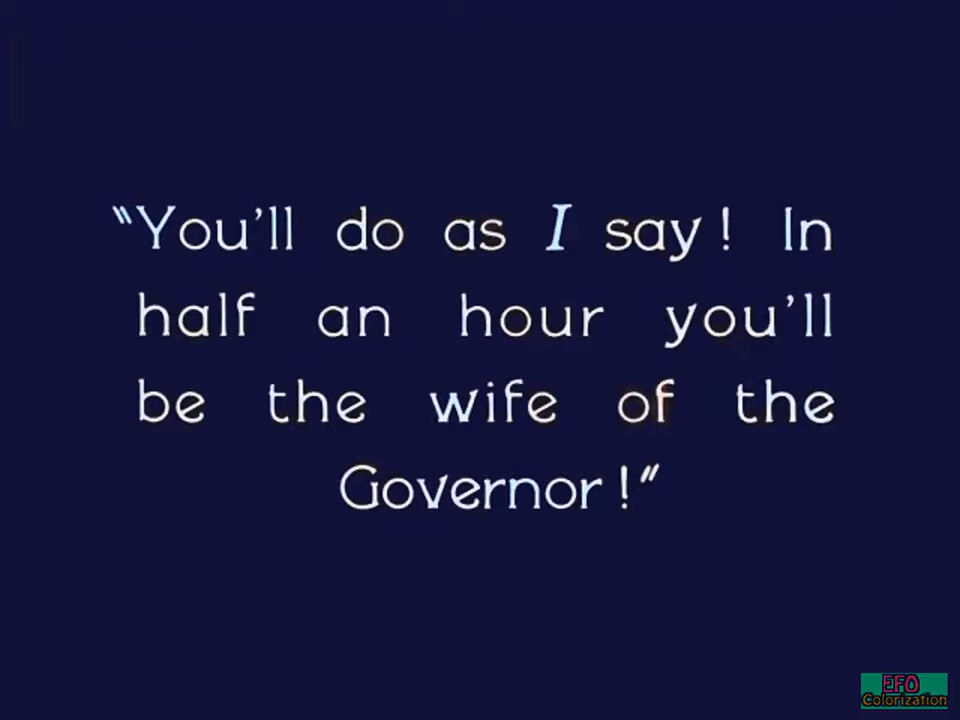 “You’ll do as I say! In
half an hour you’ll
be the wife of the
Governor!”
EFO
Colorization